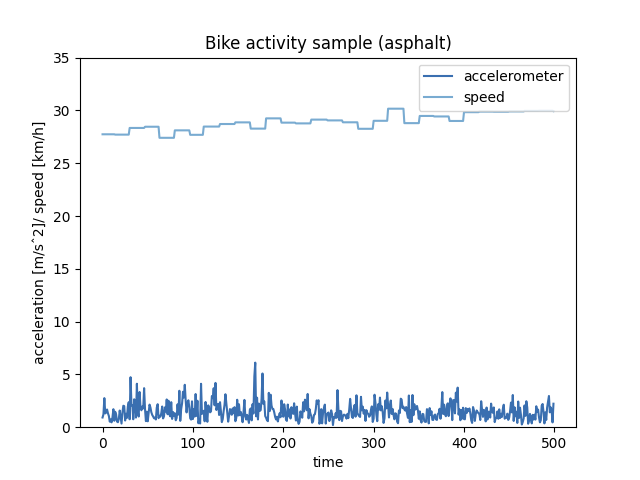 Bike activity sample (asphalt)
accelerometer
speed
acceleration [m/sˆ2]/ speed [km/h]
35
30
25
20
15
10
5
0
0 100 200 300 400 500
time